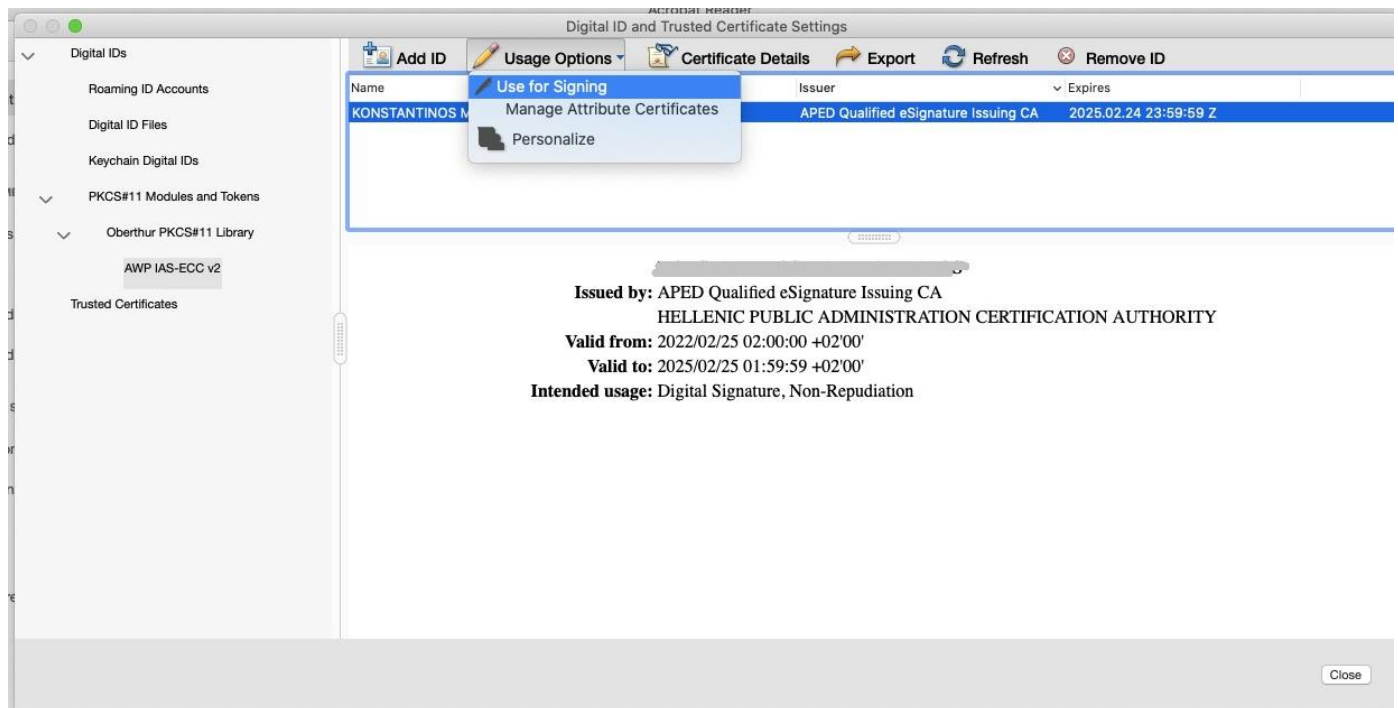 Acrobat Reader
Digital ID and Trusted Certificate Settings
Digital IDs
Roaming ID Accounts
Digital ID Files
Keychain Digital IDs
PKCS#11 Modules and Tokens
Oberthur PKCS#11 Library
AWP IAS-ECC v2
Trusted Certificates
Add ID Usage Options Certificate Details Export Refresh Remove ID
Use for Signing
Manage Attribute Certificates
Personalize
Name Issuer Expires
KONSTANTINOS APED Qualified eSignature Issuing CA 2025.02.24 23:59:59 Z
Issued by: APED Qualified eSignature Issuing CA
HELLENIC PUBLIC ADMINISTRATION CERTIFICATION AUTHORITY
Valid from: 2022/02/25 02:00:00 +02'00'
Valid to: 2025/02/25 01:59:59 +02'00'
Intended usage: Digital Signature, Non-Repudiation
Close